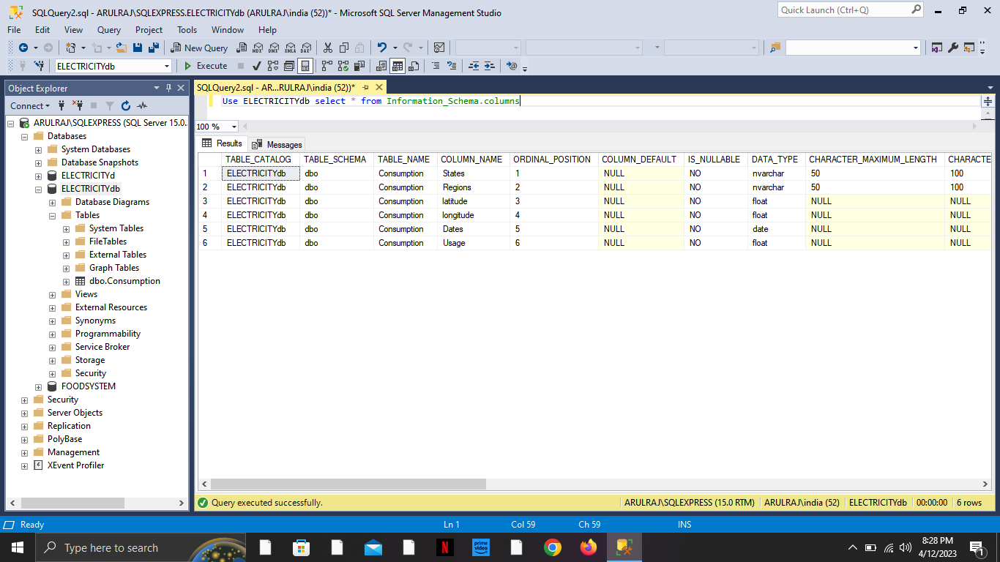 SQLQuery2.sql - ARULRAJ\SQLEXPRESS.ELECTRICITYdb (ARULRAJ\india (52))* - Microsoft SQL Server Management Studio
Quick Launch (Ctrl+Q)
File Edit View Query Project Tools Window Help
New Query MDX DMX XMLA DAX
ELECTRICITYdb Execute
Object Explorer
Connect
ARULRAJ\SQLEXPRESS (SQL Server 15.0..
Databases
System Databases
Database Snapshots
ELECTRICITYd
ELECTRICITYdb
Database Diagrams
Tables
System Tables
FileTables
External Tables
Graph Tables
dbo.Consumption
Views
External Resources
Synonyms
Programmability
Service Broker
Storage
Security
FOODSYSTEM
Security
Server Objects
Replication
PolyBase
Management
XEvent Profiler
SQLQuery2.sql - AR...RULRAJ\india (52))*
Use ELECTRICITYdb select * from Information_Schema.columns
100 %
Results Messages
TABLE_CATALOG TABLE_SCHEMA TABLE_NAME COLUMN_NAME ORDINAL_POSITION COLUMN_DEFAULT IS_NULLABLE DATA_TYPE CHARACTER_MAXIMUM_LENGTH CHARACTE
1 ELECTRICITYdb dbo Consumption States 1 NULL NO nvarchar 50 100
2 ELECTRICITYdb dbo Consumption Regions 2 NULL NO nvarchar 50 100
3 ELECTRICITYdb dbo Consumption latitude 3 NULL NO float NULL NULL
4 ELECTRICITYdb dbo Consumption longitude 4 NULL NO float NULL NULL
5 ELECTRICITYdb dbo Consumption Dates 5 NULL NO date NULL NULL
6 ELECTRICITYdb dbo Consumption Usage 6 NULL NO float NULL NULL
Query executed successfully. ARULRAJ\SQLEXPRESS (15.0 RTM) ARULRAJ\india (52) ELECTRICITYdb 00:00:00 6 rows
Ready Ln 1 Col 59 Ch 59 INS
Type here to search
N
prime video
8:28 PM
4/12/2023
1